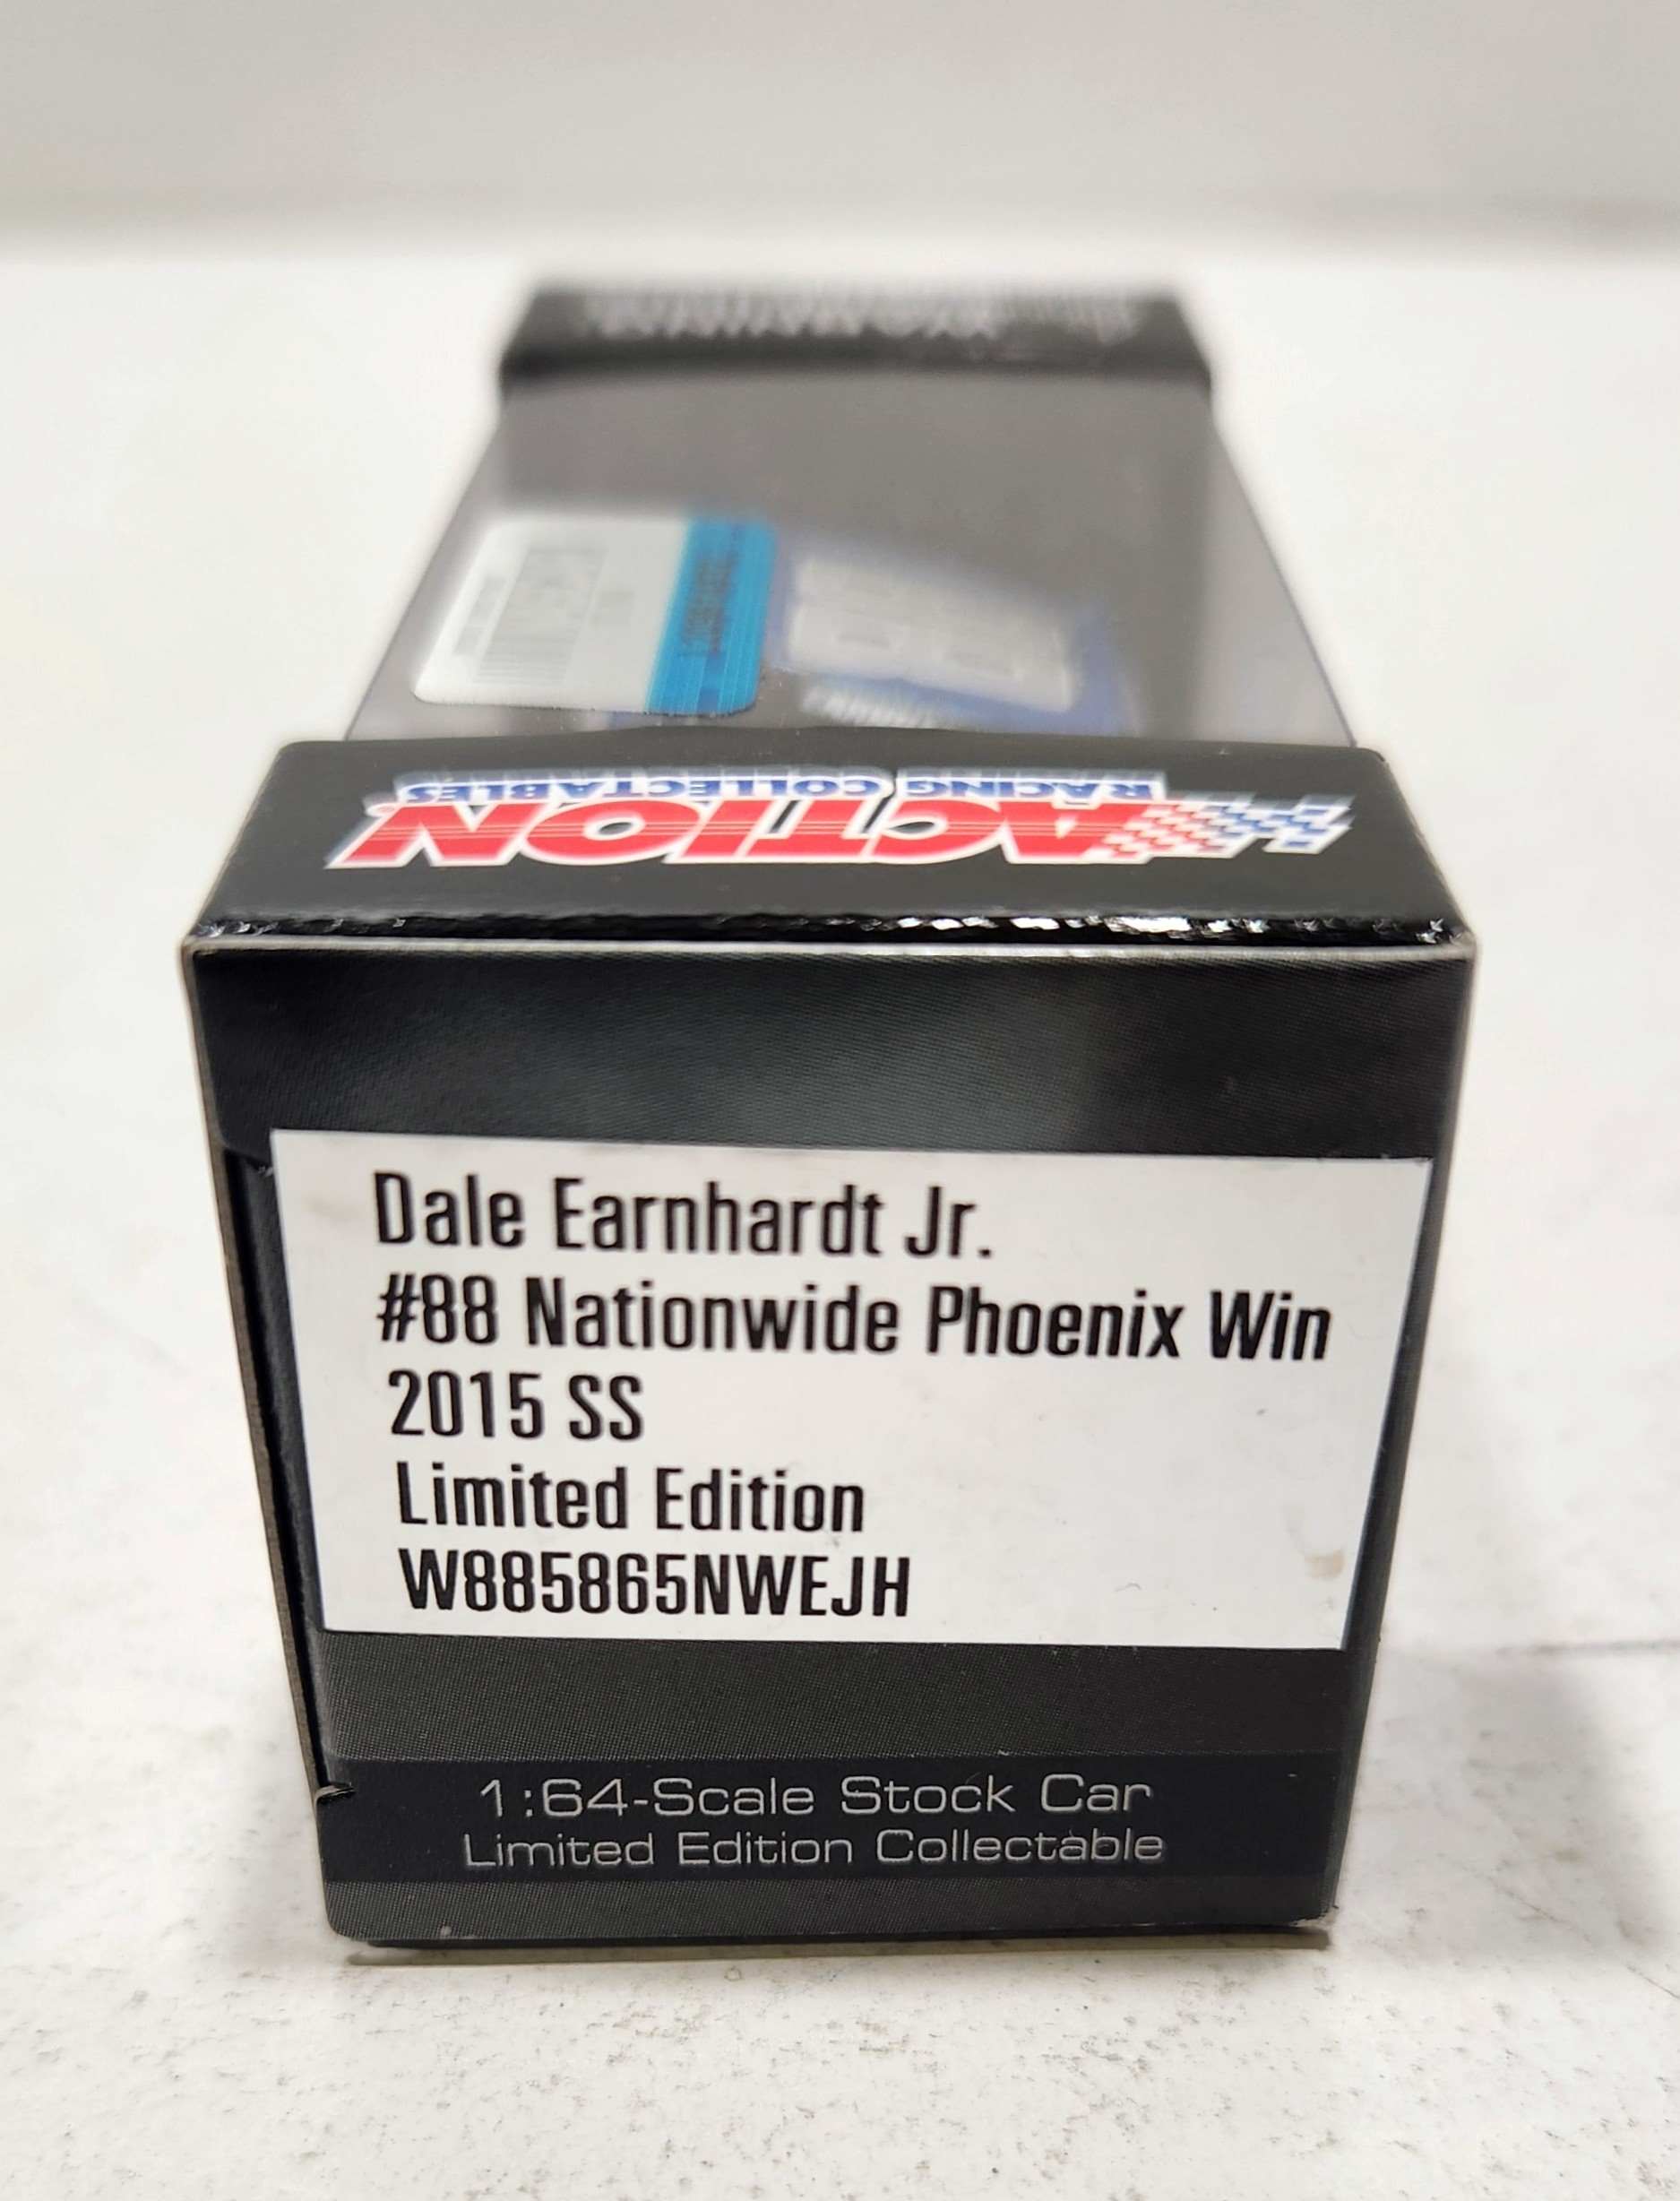 WARNING
ACTION
RACING COLLECTABLES
Dale Earnhardt Jr.
#88 Nationwide Phoenix Win
2015 SS
Limited Edition
W885865NWEJH
1:64-Scale Stock Car
Limited Edition Collectable